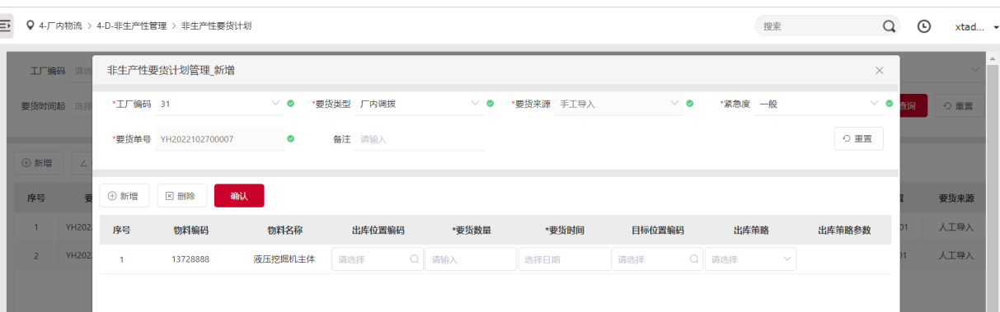 4-厂内物流 > 4-D-非生产性管理 > 非生产性要货计划 搜索 xtad...
工厂编码 请选
非生产性要货计划管理_新增
要货时间起 选择 查询 重置
*工厂编码 31 *要货类型 厂内调拨 *要货来源 手工导入 *紧急度 一般
*要货单号 YH2022102700007 备注 请输入 重置
新增
新增 删除 确认
序号 要 要货来源
序号 物料编码 物料名称 出库位置编码 *要货数量 *要货时间 目标位置编码 出库策略 出库策略参数
1 YH202 01 人工导入
1 13728888 液压挖掘机主体 请选择 请输入 选择日期 请选择 请选择
2 YH202 01 人工导入